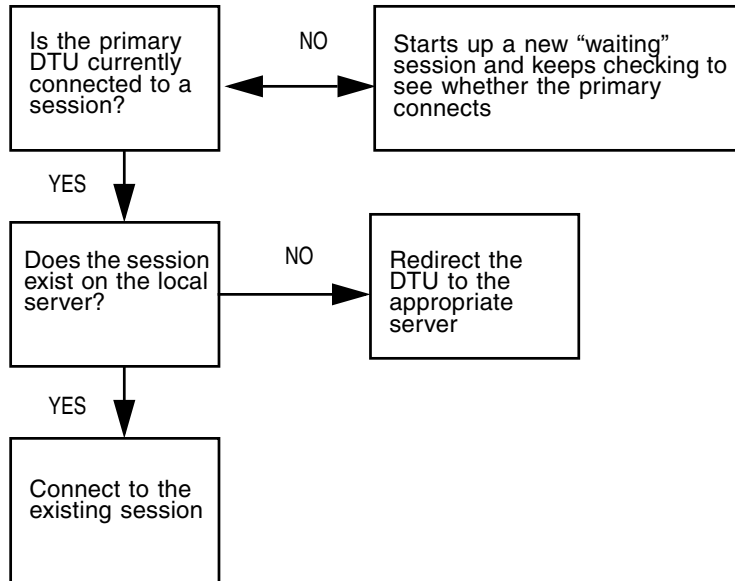 Is the primary
DTU currently
connected to a
session?
NO
Starts up a new “waiting”
session and keeps checking to
see whether the primary
connects
YES
Does the session
exist on the local
server?
NO
Redirect the
DTU to the
appropriate
server
YES
Connect to the
existing session